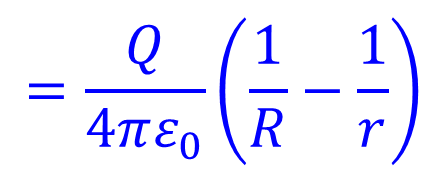 = Q/(4πε₀) (1/R − 1/r)